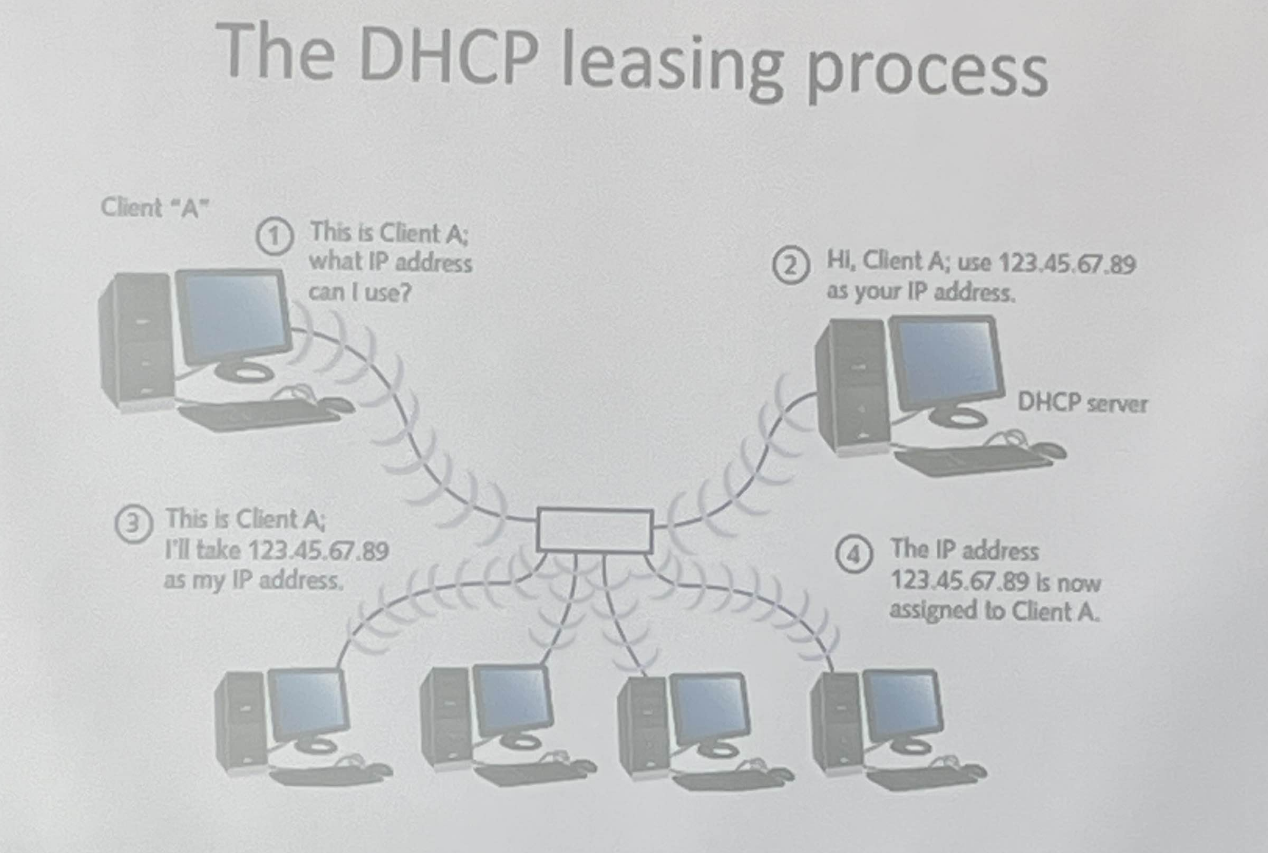 The DHCP leasing process
Client "A"
① This is Client A;
what IP address
can I use?
② Hi, Client A; use 123.45.67.89
as your IP address.
DHCP server
③ This is Client A;
I'll take 123.45.67.89
as my IP address.
④ The IP address
123.45.67.89 is now
assigned to Client A.